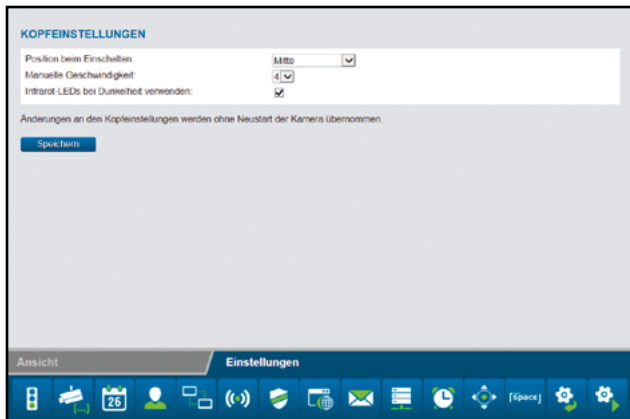 KOPFEINSTELLUNGEN
Position beim Einschalten: Mitte
Manuelle Geschwindigkeit: 4
Infrarot-LEDs bei Dunkelheit verwenden:
Änderungen an den Kopfeinstellungen werden ohne Neustart der Kamera übernommen.
Speichern
Ansicht Einstellungen
[...] 26 [Space]